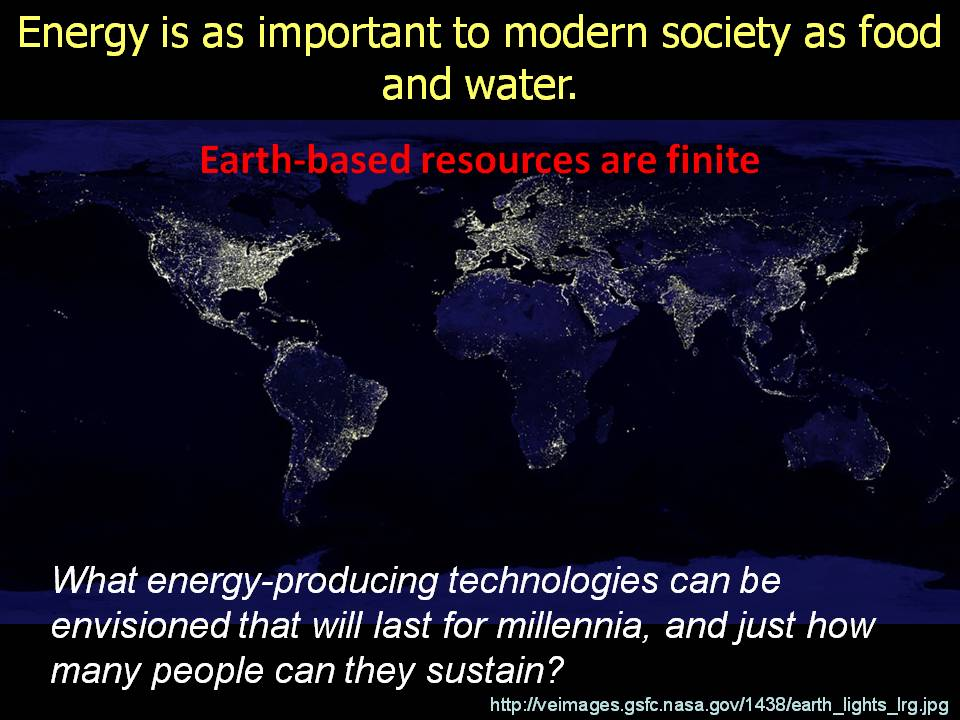 Energy is as important to modern society as food
and water.
Earth-based resources are finite
What energy-producing technologies can be
envisioned that will last for millennia, and just how
many people can they sustain?
http://veimages.gsfc.nasa.gov/1438/earth_lights_lrg.jpg